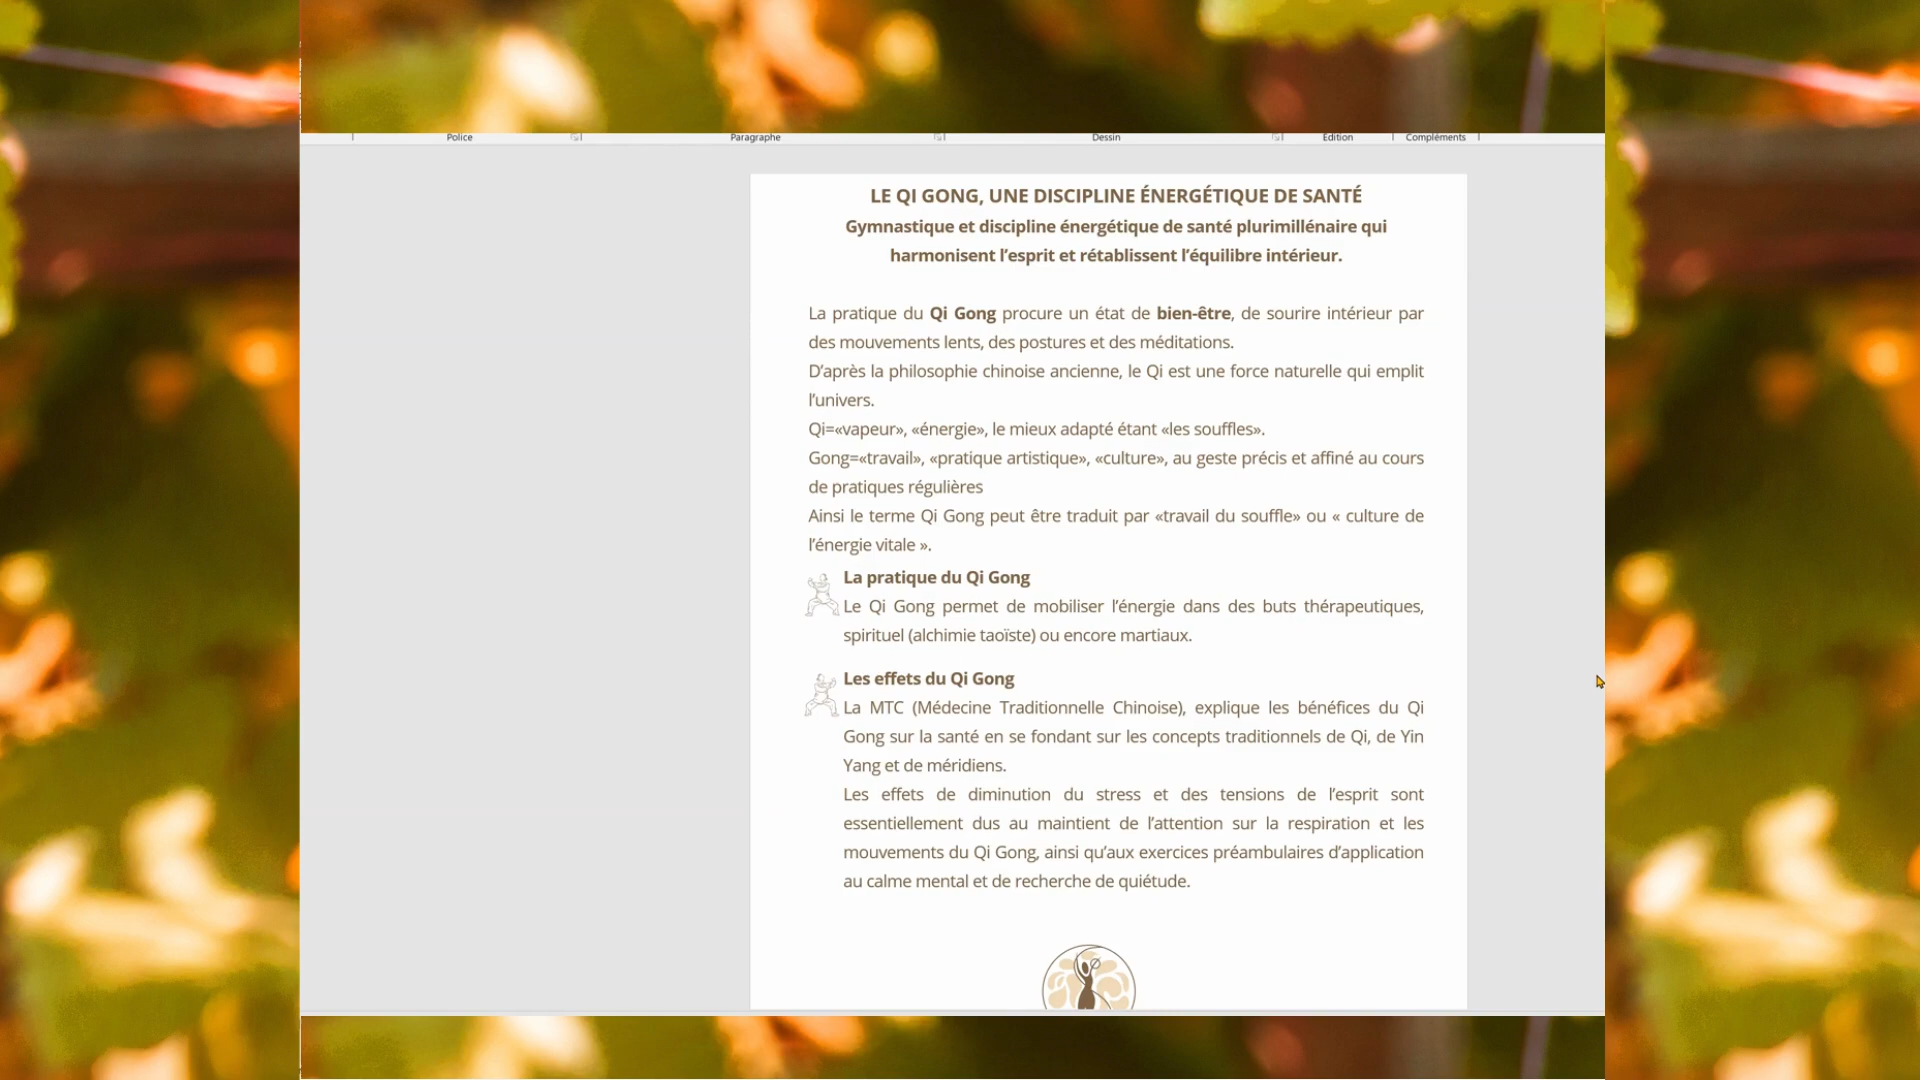 Police Paragraphe Dessin Édition Compléments
LE QI GONG, UNE DISCIPLINE ÉNERGÉTIQUE DE SANTÉ
Gymnastique et discipline énergétique de santé plurimillénaire qui
harmonisent l’esprit et rétablissent l’équilibre intérieur.
La pratique du Qi Gong procure un état de bien-être, de sourire intérieur par
des mouvements lents, des postures et des méditations.
D’après la philosophie chinoise ancienne, le Qi est une force naturelle qui emplit
l’univers.
Qi=«vapeur», «énergie», le mieux adapté étant «les souffles».
Gong=«travail», «pratique artistique», «culture», au geste précis et affiné au cours
de pratiques régulières
Ainsi le terme Qi Gong peut être traduit par «travail du souffle» ou « culture de
l’énergie vitale ».
La pratique du Qi Gong
Le Qi Gong permet de mobiliser l’énergie dans des buts thérapeutiques,
spirituel (alchimie taoïste) ou encore martiaux.
Les effets du Qi Gong
La MTC (Médecine Traditionnelle Chinoise), explique les bénéfices du Qi
Gong sur la santé en se fondant sur les concepts traditionnels de Qi, de Yin
Yang et de méridiens.
Les effets de diminution du stress et des tensions de l’esprit sont
essentiellement dus au maintient de l’attention sur la respiration et les
mouvements du Qi Gong, ainsi qu’aux exercices préambulaires d’application
au calme mental et de recherche de quiétude.